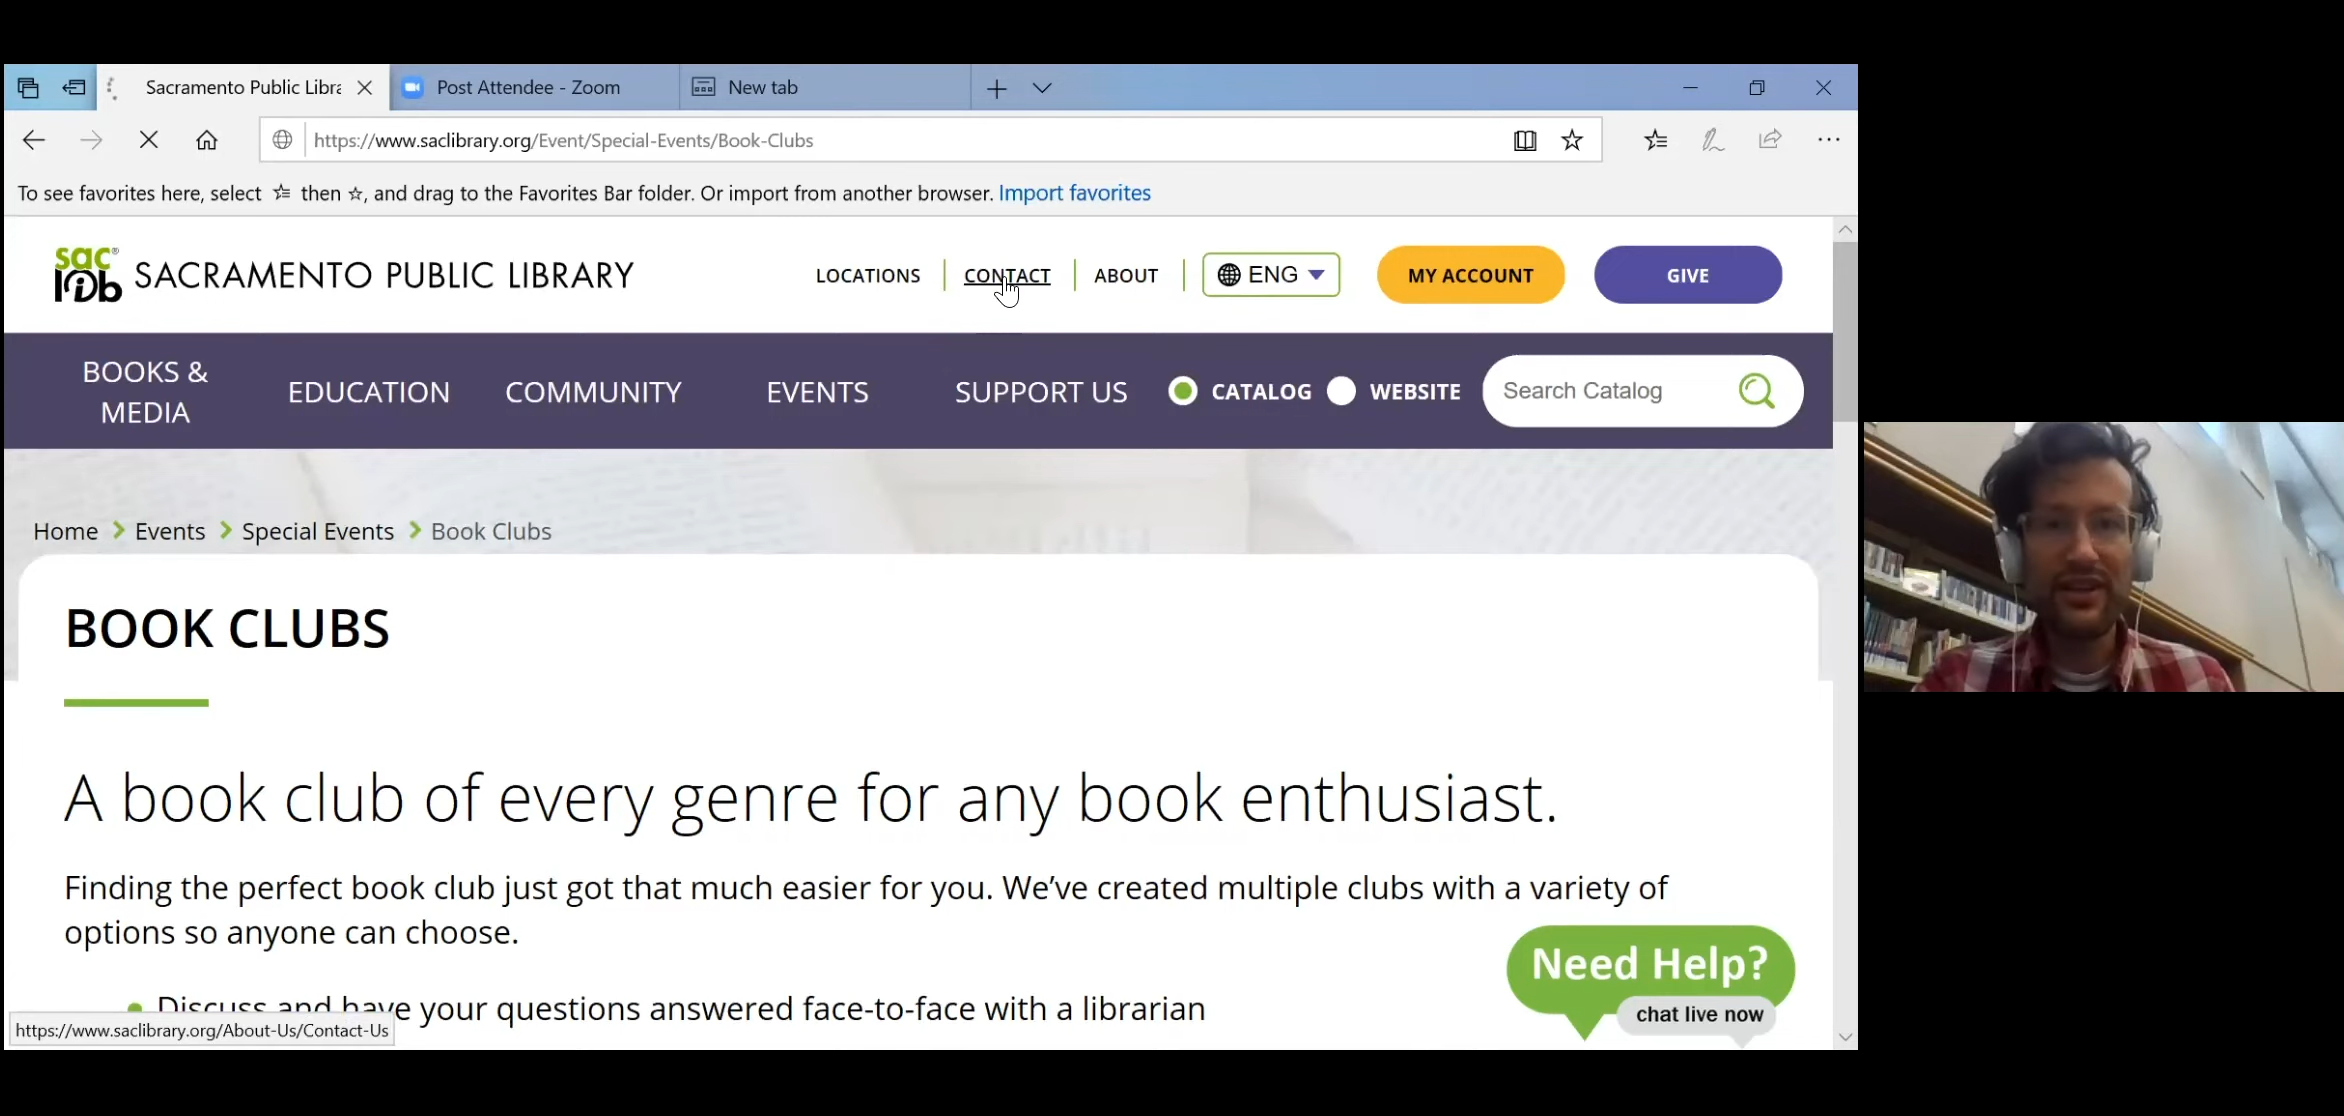 Sacramento Public Libra
Post Attendee - Zoom
New tab
https://www.saclibrary.org/Event/Special-Events/Book-Clubs
To see favorites here, select then , and drag to the Favorites Bar folder. Or import from another browser. Import favorites
sac lib® SACRAMENTO PUBLIC LIBRARY
LOCATIONS
CONTACT
ABOUT
ENG
MY ACCOUNT
GIVE
BOOKS &
MEDIA
EDUCATION
COMMUNITY
EVENTS
SUPPORT US
CATALOG
WEBSITE
Search Catalog
Home > Events > Special Events > Book Clubs
BOOK CLUBS
A book club of every genre for any book enthusiast.
Finding the perfect book club just got that much easier for you. We’ve created multiple clubs with a variety of
options so anyone can choose.
Discuss and have your questions answered face-to-face with a librarian
Need Help?
chat live now
https://www.saclibrary.org/About-Us/Contact-Us